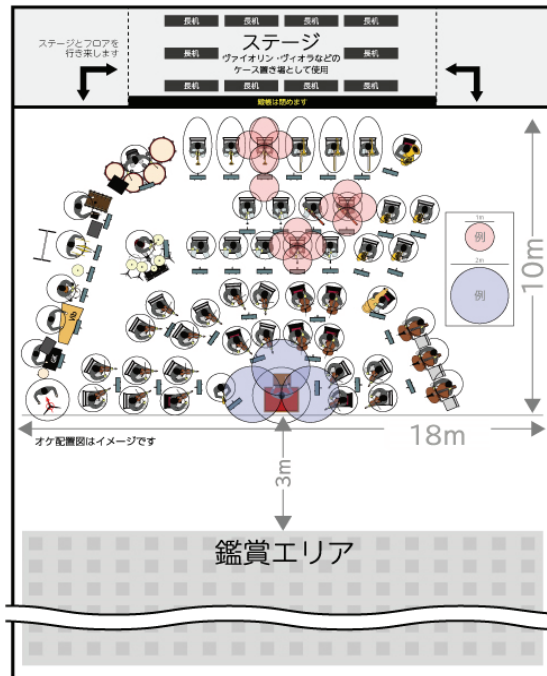 長机 長机 長机 長机
ステージとフロアを
行き来します
長机 ステージ 長机
ヴァイオリン・ヴィオラなどの
ケース置き場として使用
長机 長机 長机 長机
緞帳は閉めます
1m
例
2m
例
10m
オケ配置図はイメージです
18m
3m
鑑賞エリア